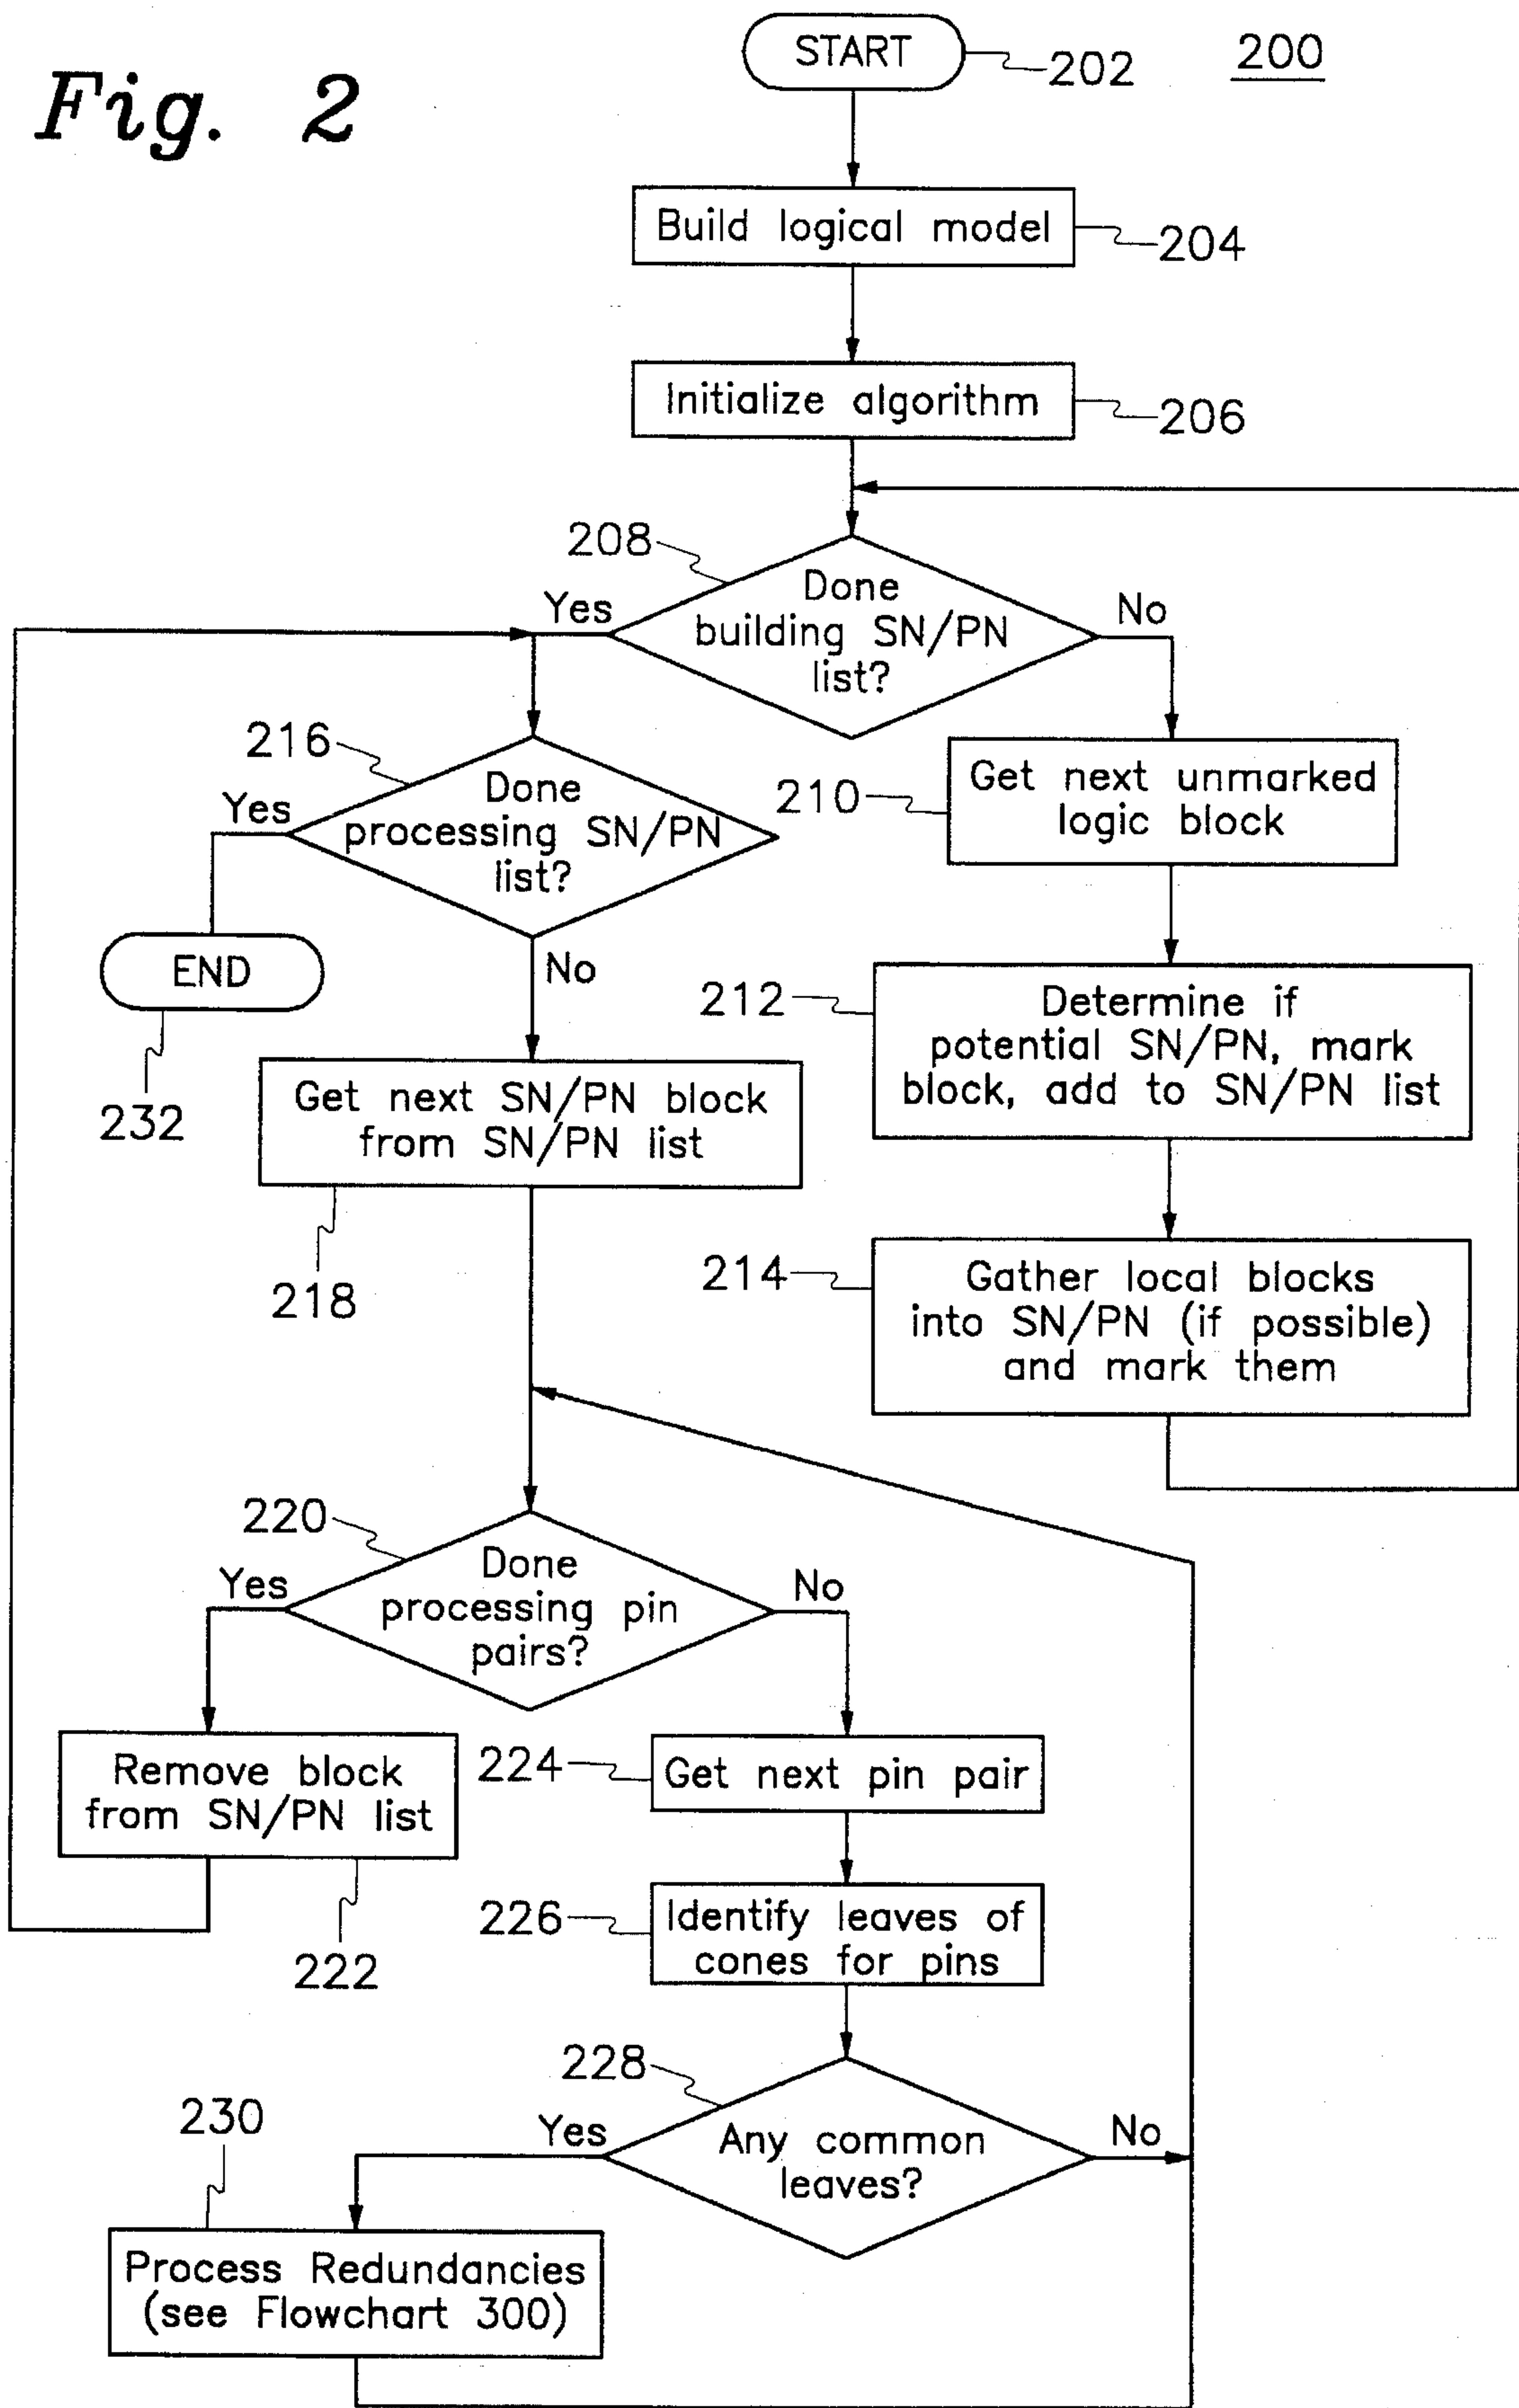 Fig. 2
START
202
200
Build logical model
204
Initialize algorithm
206
208
Done
building SN/PN
list?
Yes
No
216
Done
processing SN/PN
list?
Yes
No
210
Get next unmarked
logic block
END
232
212
Determine if
potential SN/PN, mark
block, add to SN/PN list
Get next SN/PN block
from SN/PN list
218
214
Gather local blocks
into SN/PN (if possible)
and mark them
220
Done
processing pin
pairs?
Yes
No
Remove block
from SN/PN list
222
224
Get next pin pair
226
Identify leaves of
cones for pins
228
Any common
leaves?
Yes
No
230
Process Redundancies
(see Flowchart 300)